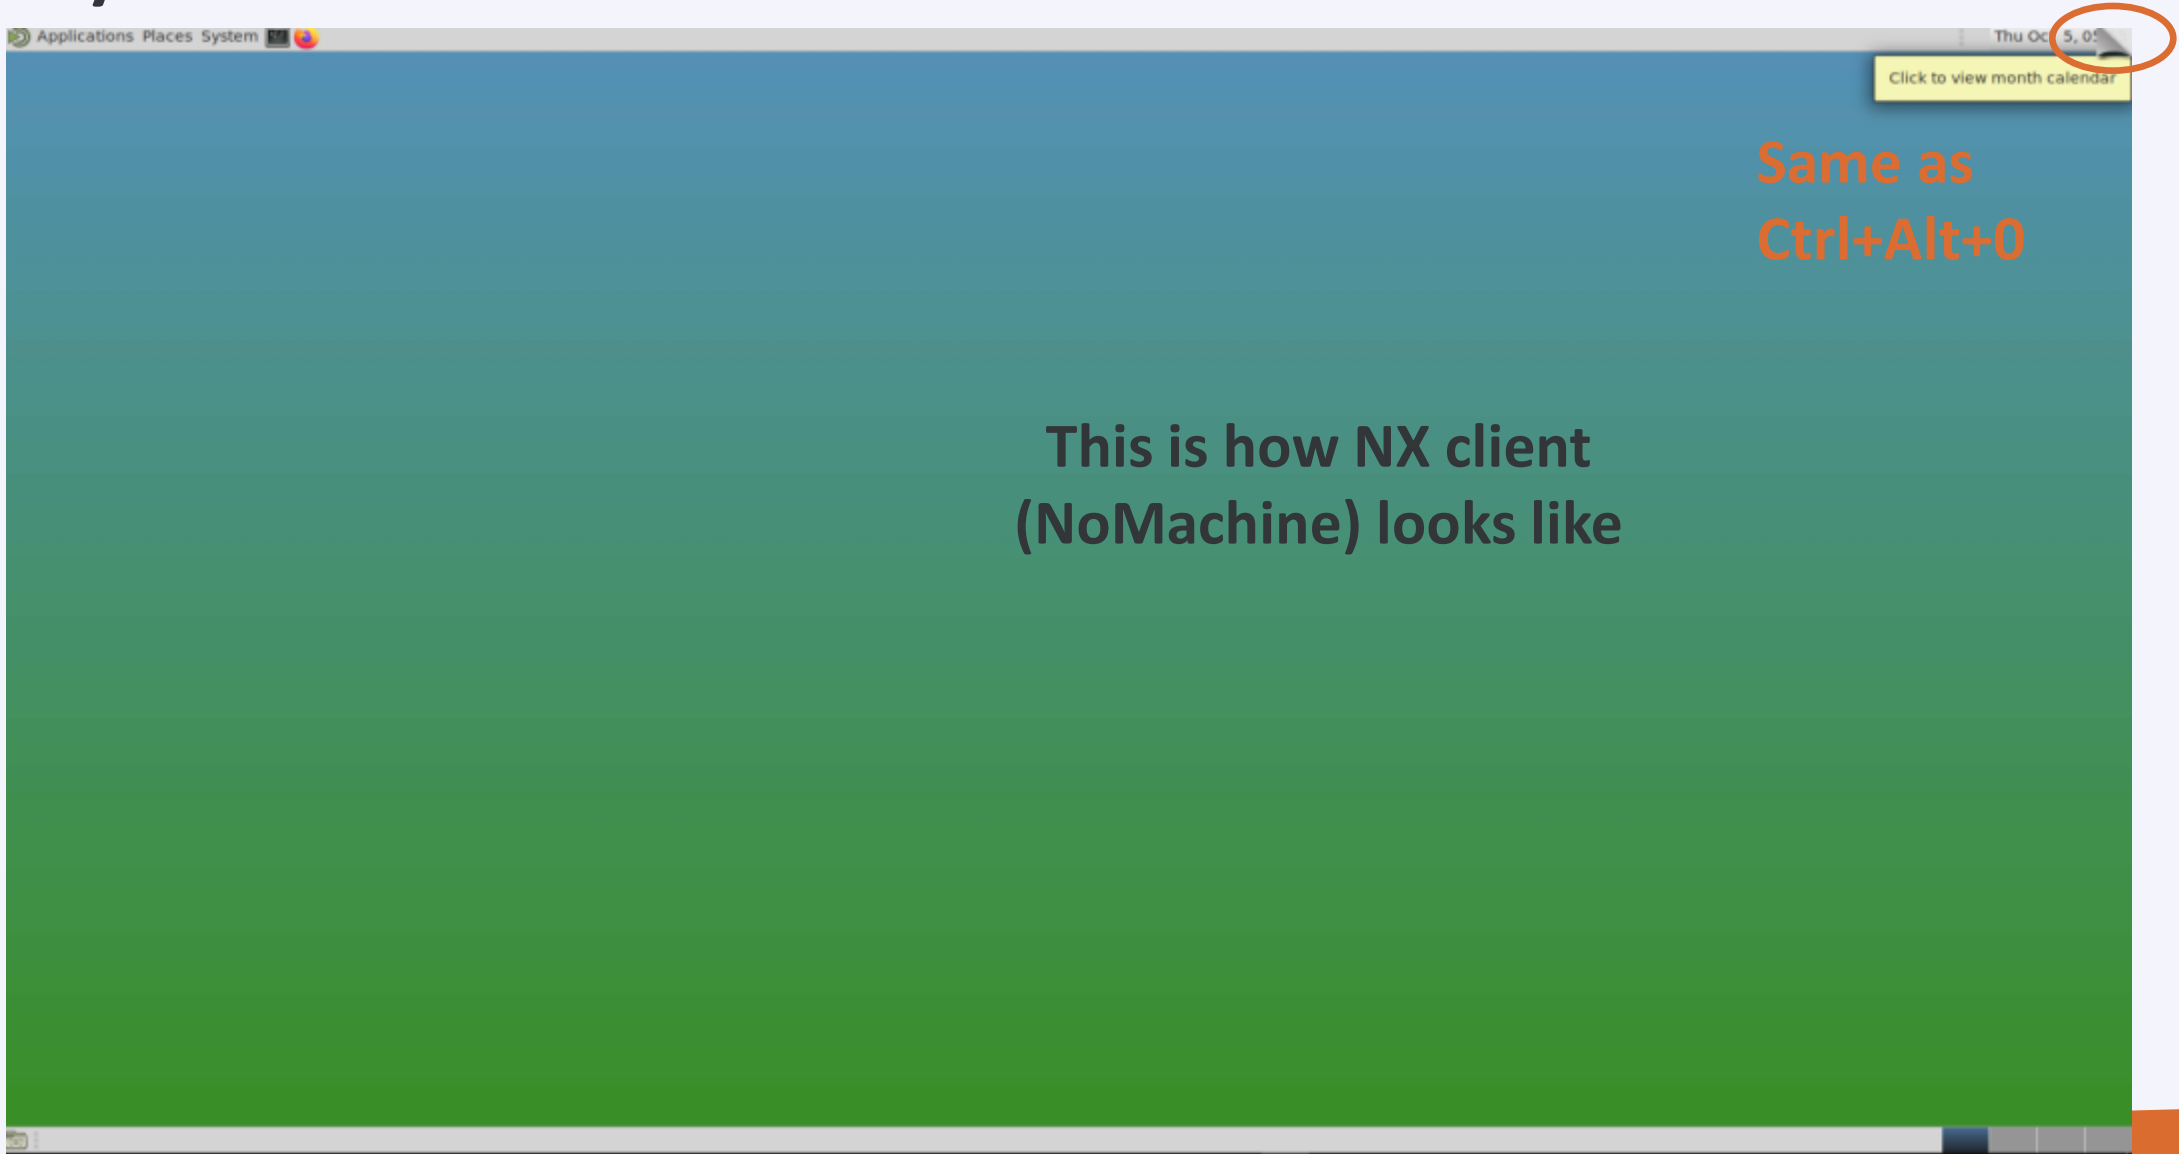 Applications Places System
Thu Oc 5, 05
Click to view month calendar
Same as
Ctrl+Alt+0
This is how NX client
(NoMachine) looks like